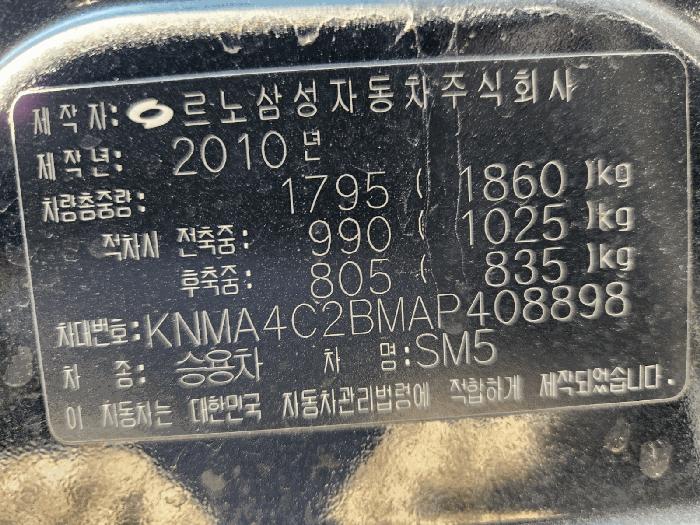 제작자: 르노삼성자동차주식회사
제작년: 2010년
차량총중량: 1795 ( 1860 )kg
적차시 전축중: 990 ( 1025 )kg
후축중: 805 ( 835 )kg
차대번호: KNMA4C2BMAP408898
차 종: 승용차 차 명: SM5
이 자동차는 대한민국 자동차관리법령에 적합하게 제작되었습니다.